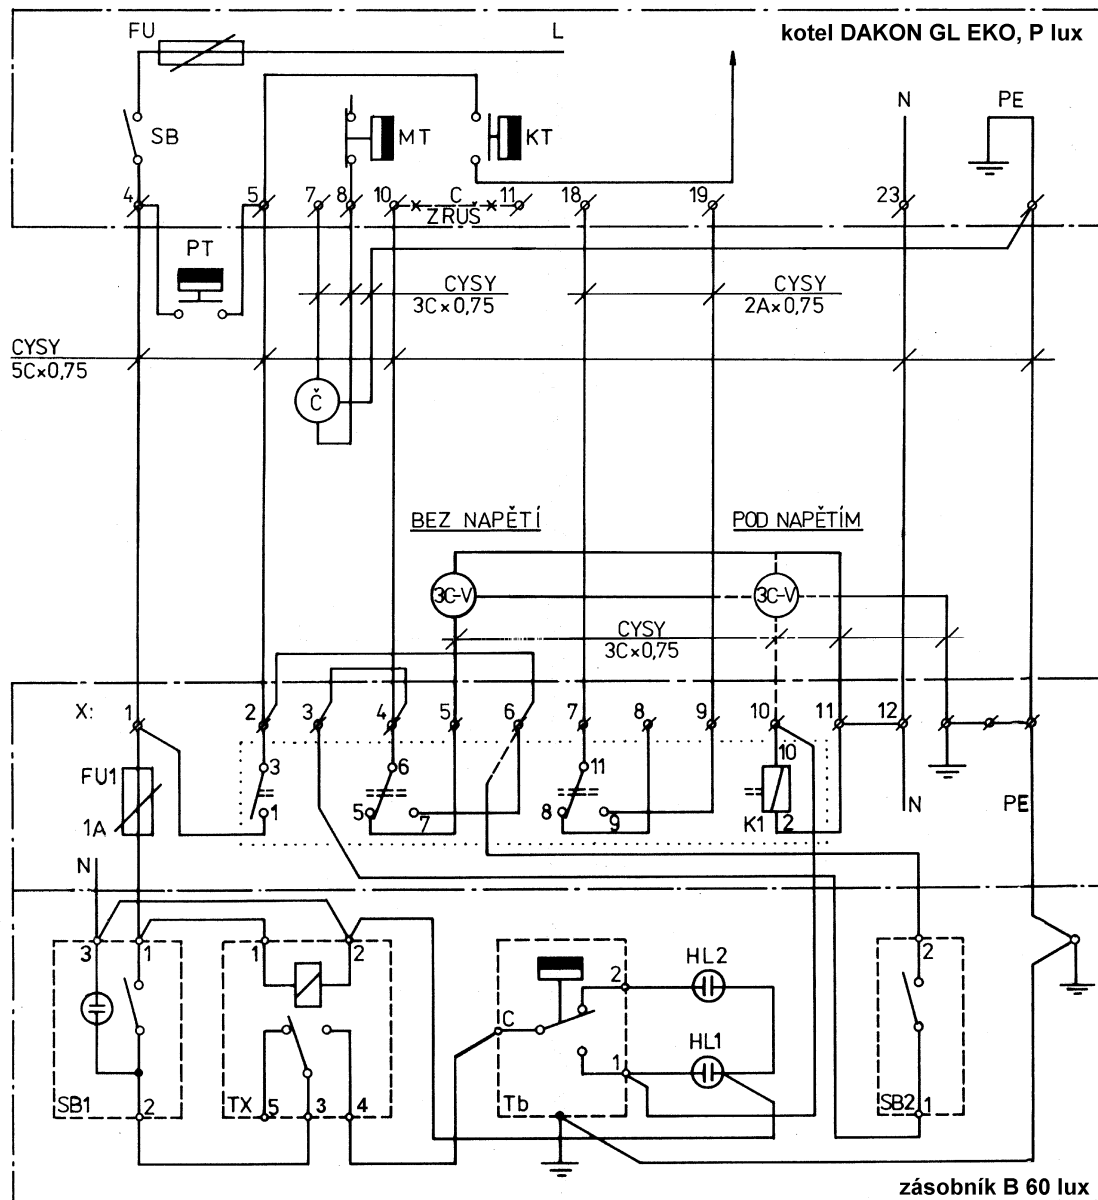 FU
L
kotel DAKON GL EKO, P lux
SB
MT
KT
N
PE
4
5
7
8
10
C
11
18
19
23
ZRUŠ
PT
CYSY
3C×0,75
CYSY
2A×0,75
CYSY
5C×0,75
Č
BEZ NAPĚTÍ
POD NAPĚTÍM
3C-V
3C-V
CYSY
3C×0,75
X:
1
2
3
4
5
6
7
8
9
10
11
12
FU1
1A
3
1
6
5
7
11
8
9
10
K1
2
N
PE
N
3
1
SB1
2
1
2
TX
5
3
4
C
2
1
Tb
HL2
HL1
2
SB2
1
zásobník B 60 lux